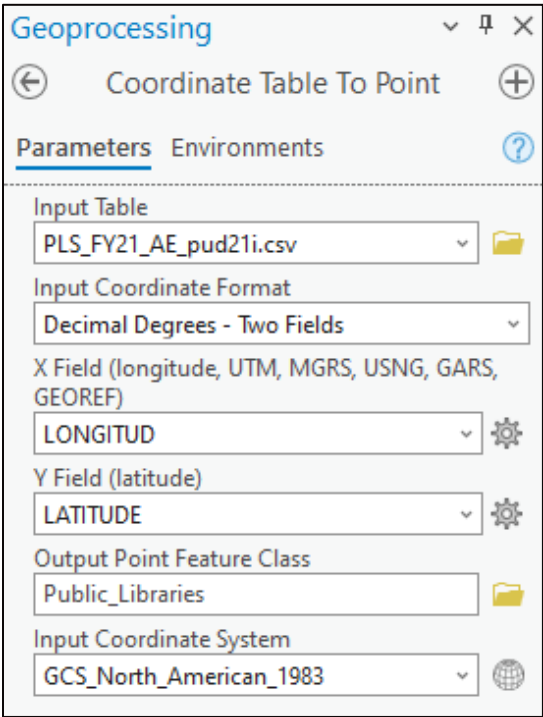 Geoprocessing
Coordinate Table To Point
Parameters Environments
Input Table
PLS_FY21_AE_pud21i.csv
Input Coordinate Format
Decimal Degrees - Two Fields
X Field (longitude, UTM, MGRS, USNG, GARS,
GEOREF)
LONGITUD
Y Field (latitude)
LATITUDE
Output Point Feature Class
Public_Libraries
Input Coordinate System
GCS_North_American_1983